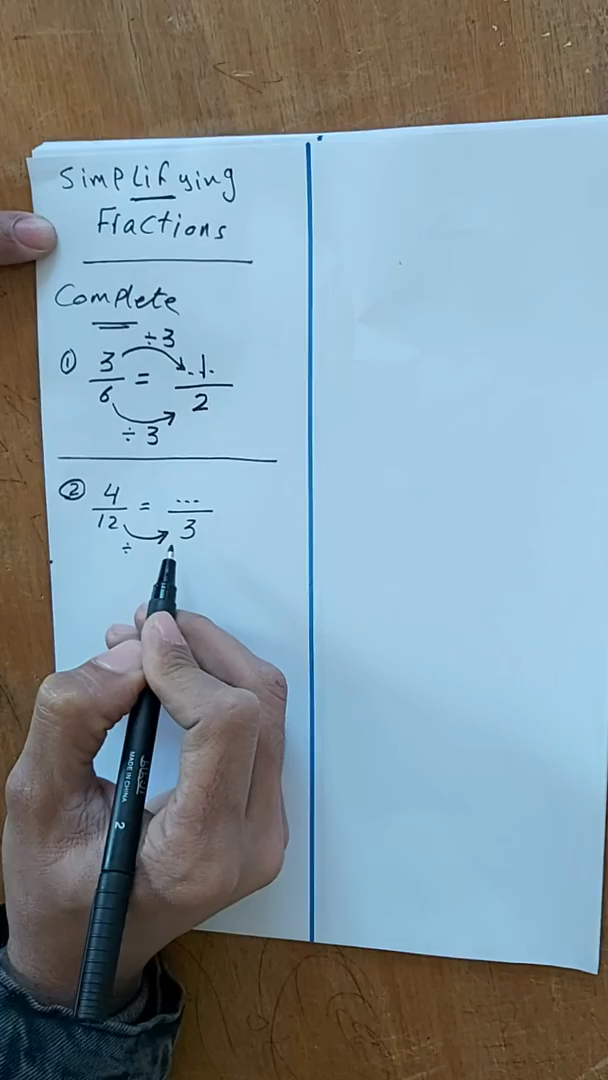 Simplifying
Fractions
Complete
÷3
① 3/6 = 1/2
÷ 3
② 4/12 = .../3
÷
MADE IN CHINA
2